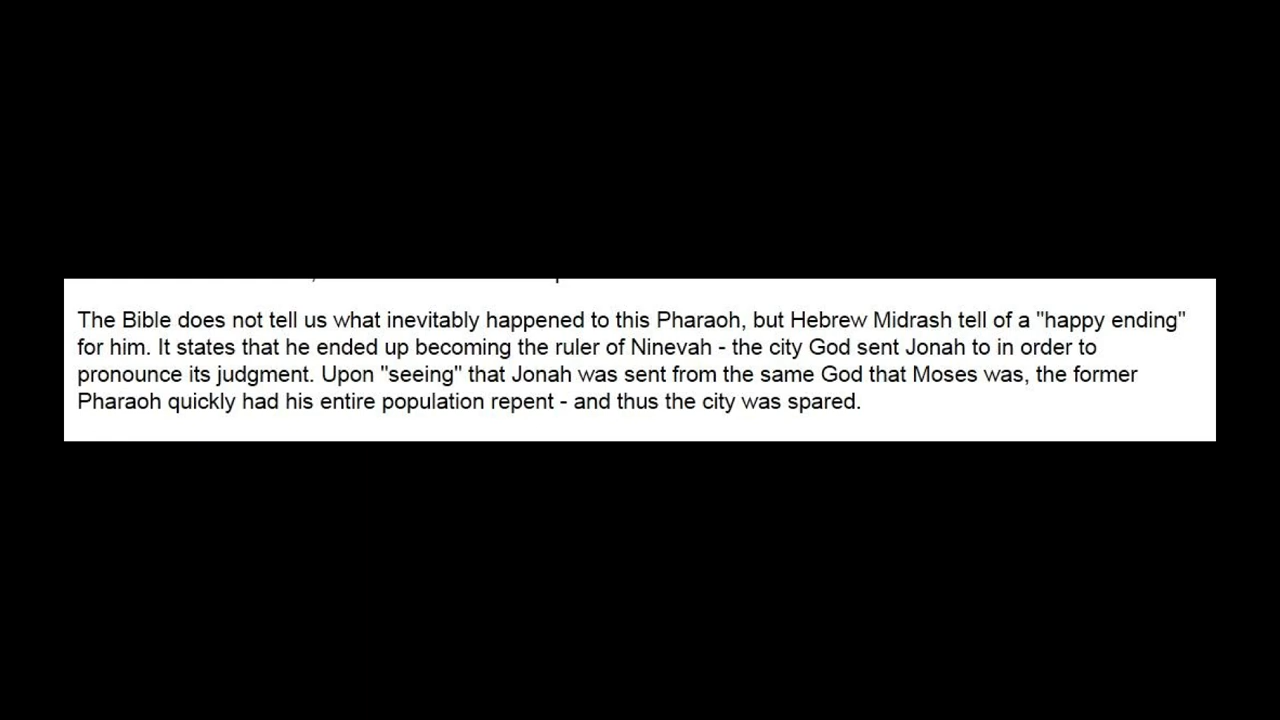 The Bible does not tell us what inevitably happened to this Pharaoh, but Hebrew Midrash tell of a "happy ending"
for him. It states that he ended up becoming the ruler of Ninevah - the city God sent Jonah to in order to
pronounce its judgment. Upon "seeing" that Jonah was sent from the same God that Moses was, the former
Pharaoh quickly had his entire population repent - and thus the city was spared.